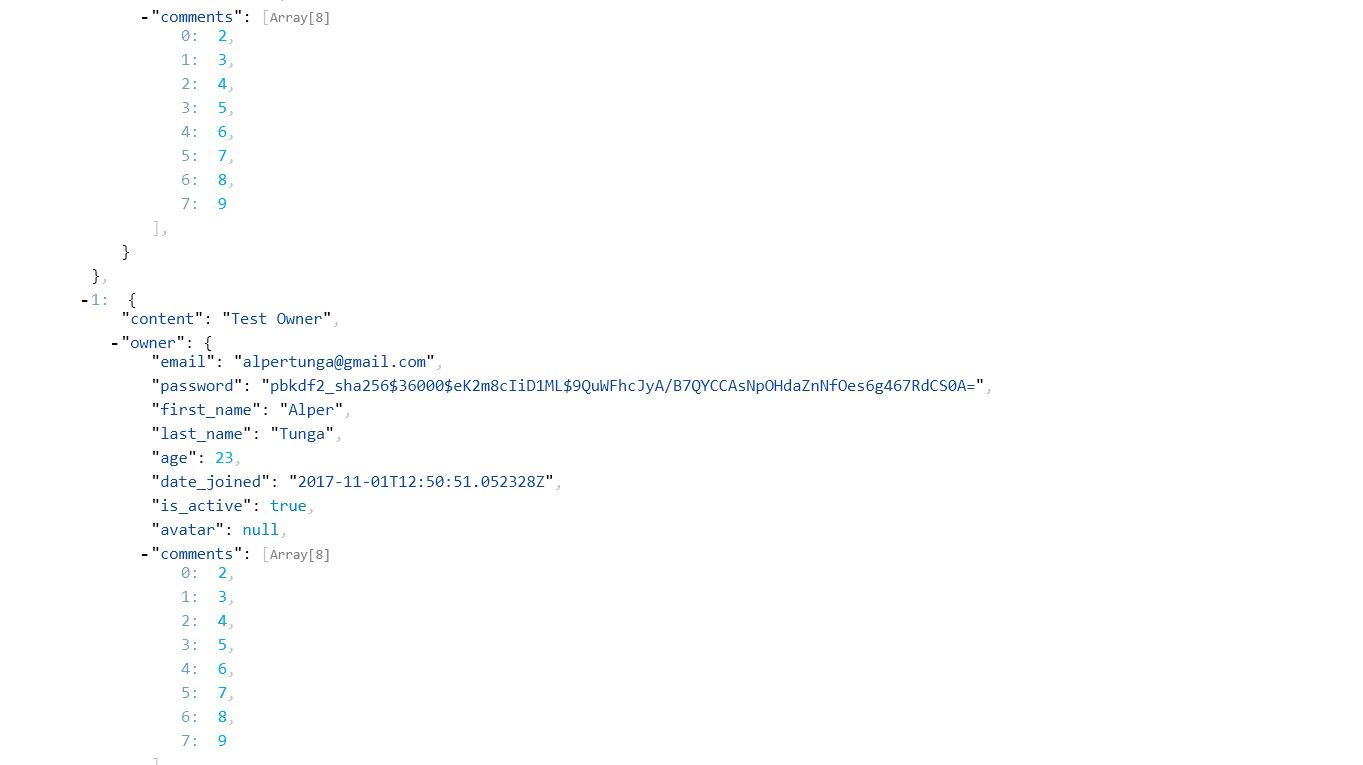 -"comments": [Array[8]
0: 2,
1: 3,
2: 4,
3: 5,
4: 6,
5: 7,
6: 8,
7: 9
],
}
},
-1: {
"content": "Test Owner",
-"owner": {
"email": "alpertunga@gmail.com",
"password": "pbkdf2_sha256$36000$eK2m8cIiD1ML$9QuWFhcJyA/B7QYCCAsNpOHdaZnNfOes6g467RdCS0A=",
"first_name": "Alper",
"last_name": "Tunga",
"age": 23,
"date_joined": "2017-11-01T12:50:51.052328Z",
"is_active": true,
"avatar": null,
-"comments": [Array[8]
0: 2,
1: 3,
2: 4,
3: 5,
4: 6,
5: 7,
6: 8,
7: 9
]